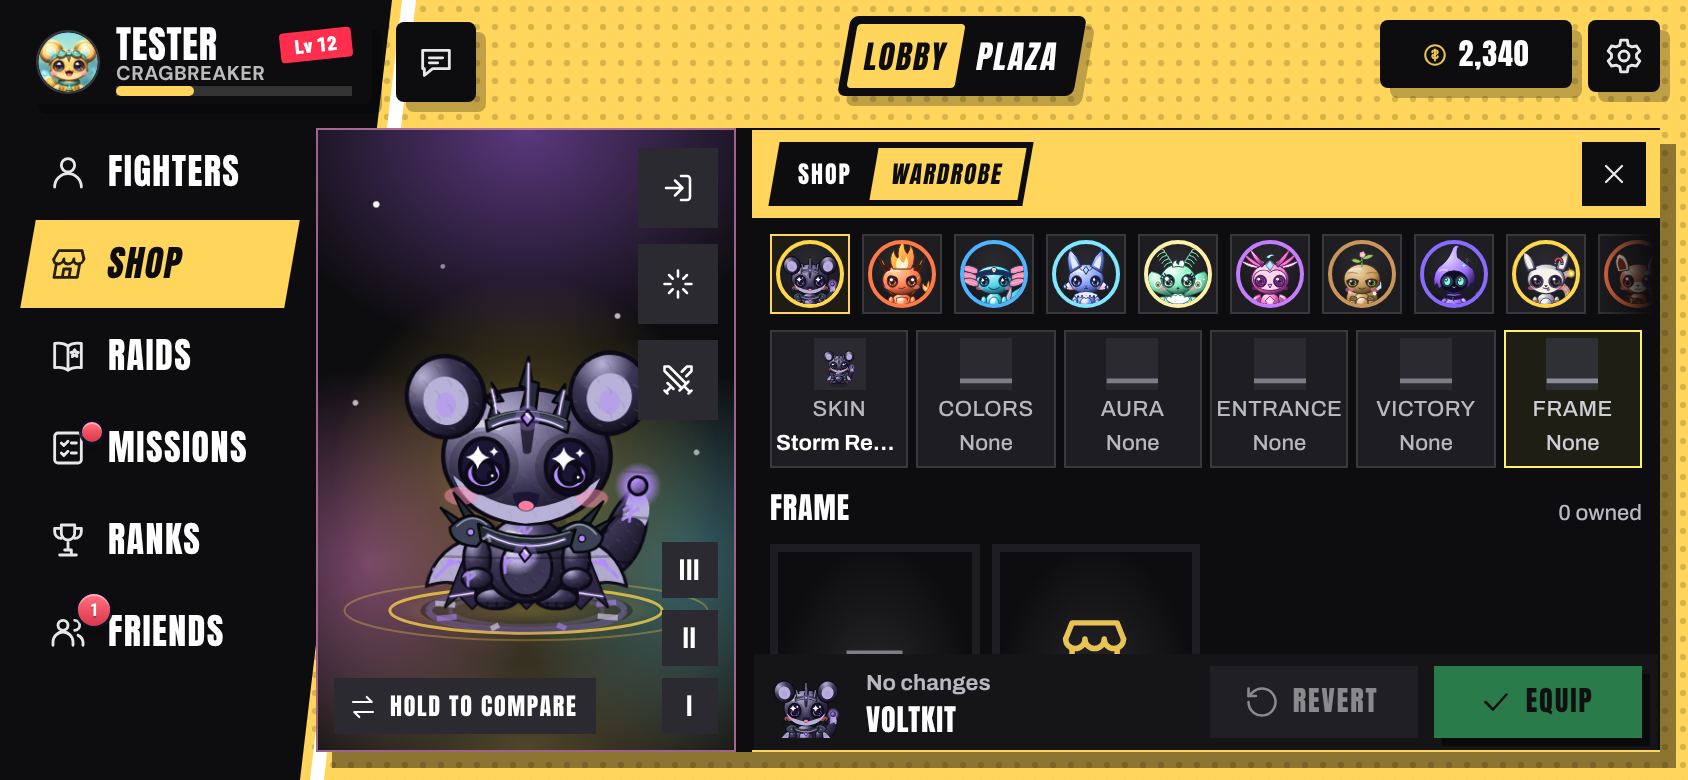 TESTER
Lv 12
CRAGBREAKER
LOBBY
PLAZA
2,340
FIGHTERS
SHOP
RAIDS
MISSIONS
RANKS
1
FRIENDS
III
II
I
HOLD TO COMPARE
SHOP
WARDROBE
SKIN
Storm Re...
COLORS
None
AURA
None
ENTRANCE
None
VICTORY
None
FRAME
None
FRAME
0 owned
No changes
VOLTKIT
REVERT
EQUIP